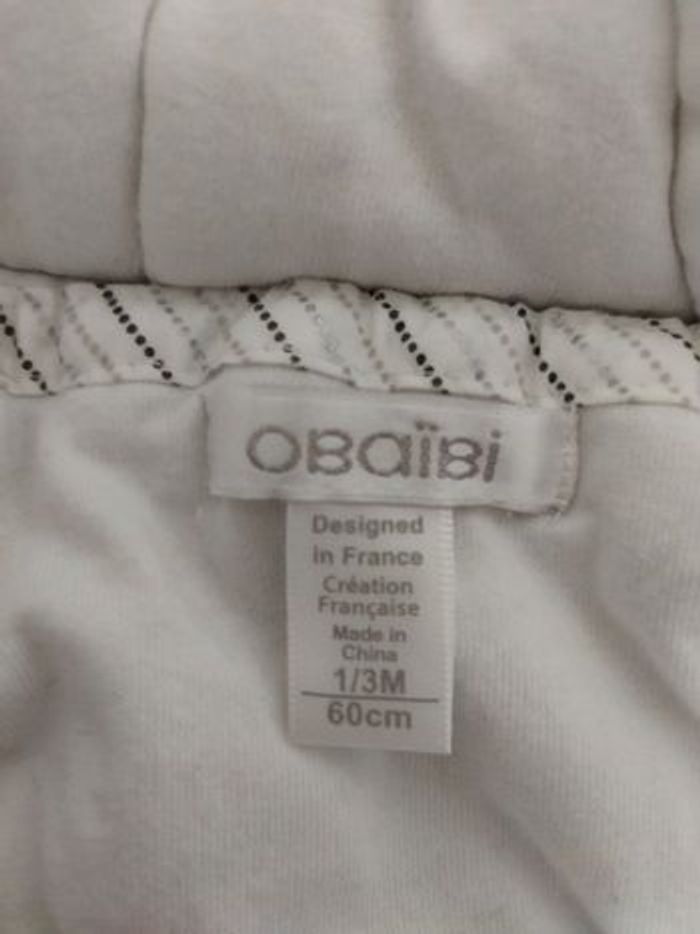 OBaïBi
Designed
in France
Création
Française
Made in
China
1/3M
60cm